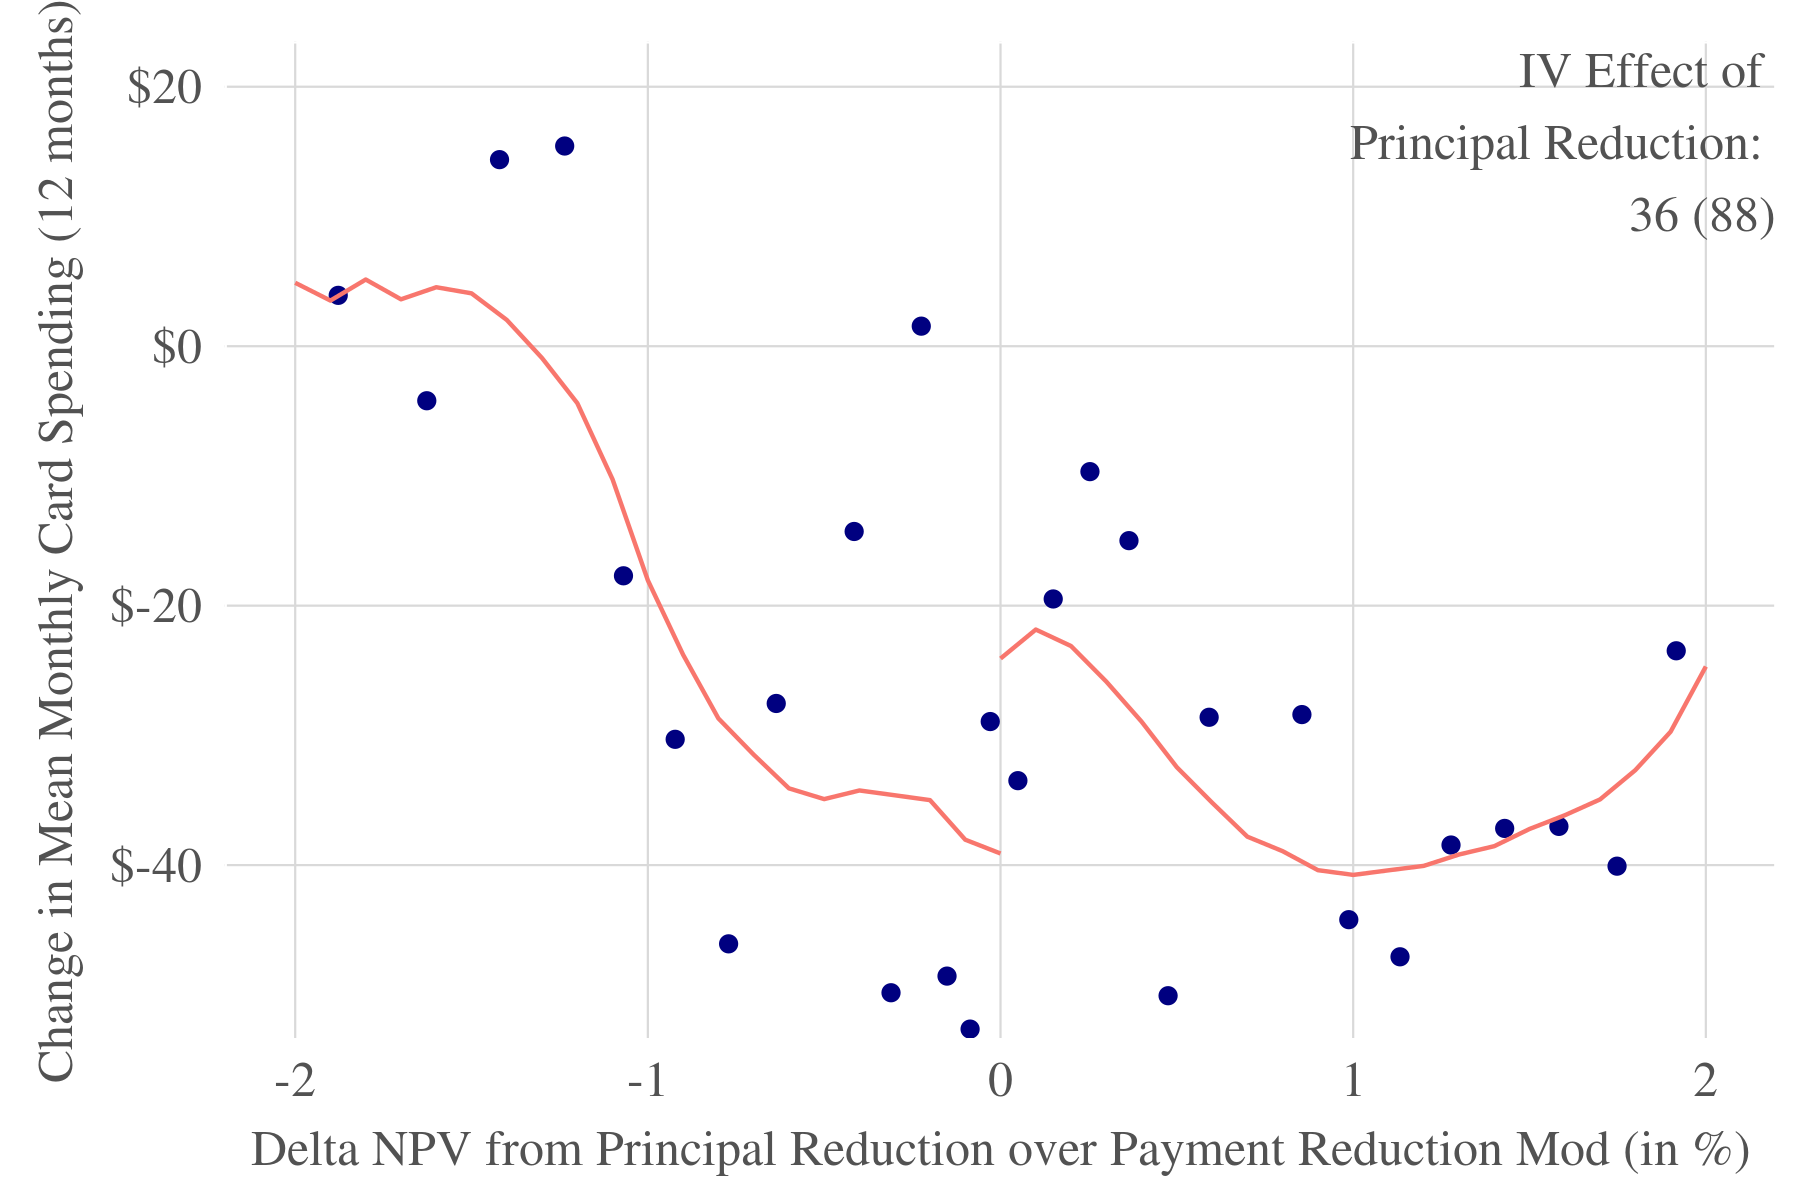 Change in Mean Monthly Card Spending (12 months)
$20
$0
$-20
$-40
IV Effect of
Principal Reduction:
36 (88)
-2 -1 0 1 2
Delta NPV from Principal Reduction over Payment Reduction Mod (in %)